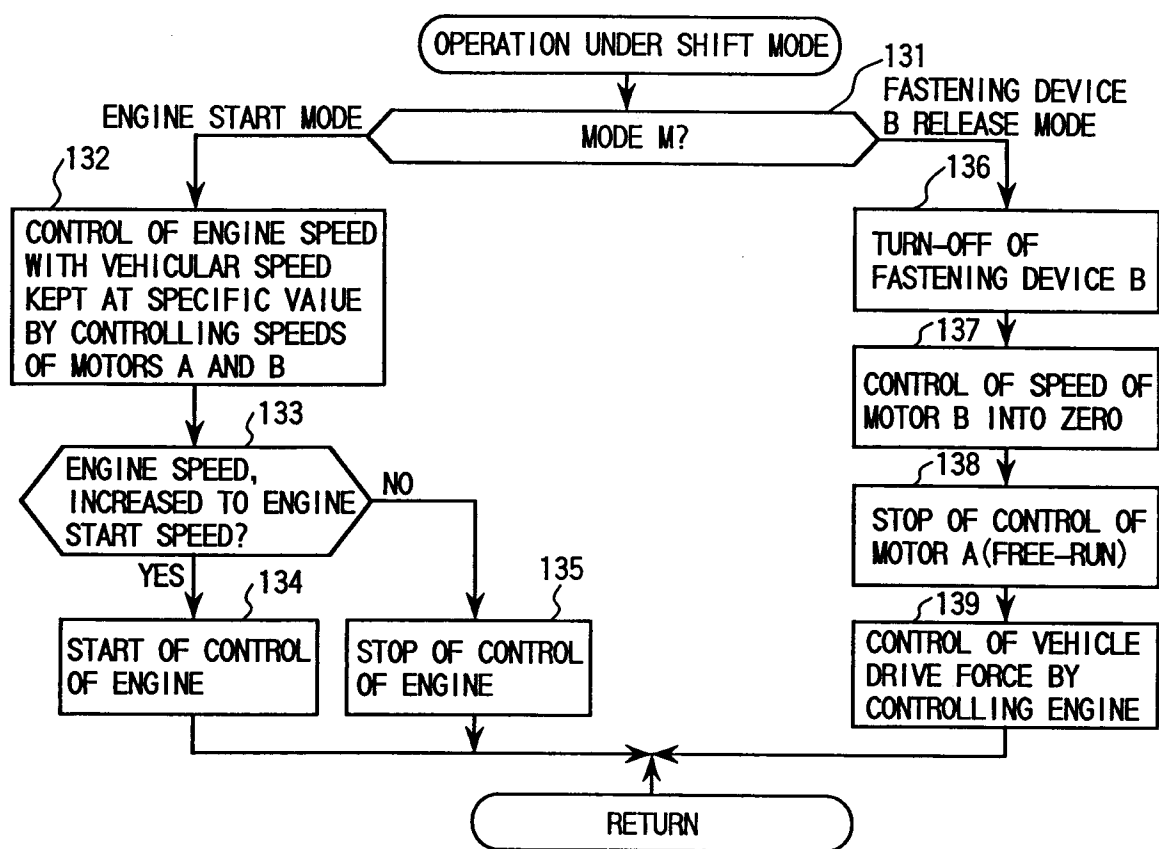 OPERATION UNDER SHIFT MODE
131
ENGINE START MODE
MODE M?
FASTENING DEVICE
B RELEASE MODE
132
CONTROL OF ENGINE SPEED
WITH VEHICULAR SPEED
KEPT AT SPECIFIC VAIUE
BY CONTROLLING SPEEDS
OF MOTORS A AND B
133
ENGINE SPEED,
INCREASED TO ENGINE
START SPEED?
NO
YES
134
START OF CONTROL
OF ENGINE
135
STOP OF CONTROL
OF ENGINE
136
TURN-OFF OF
FASTENING DEVICE B
137
CONTROL OF SPEED OF
MOTOR B INTO ZERO
138
STOP OF CONTROL OF
MOTOR A(FREE-RUN)
139
CONTROL OF VEHICLE
DRIVE FORCE BY
CONTROLLING ENGINE
RETURN